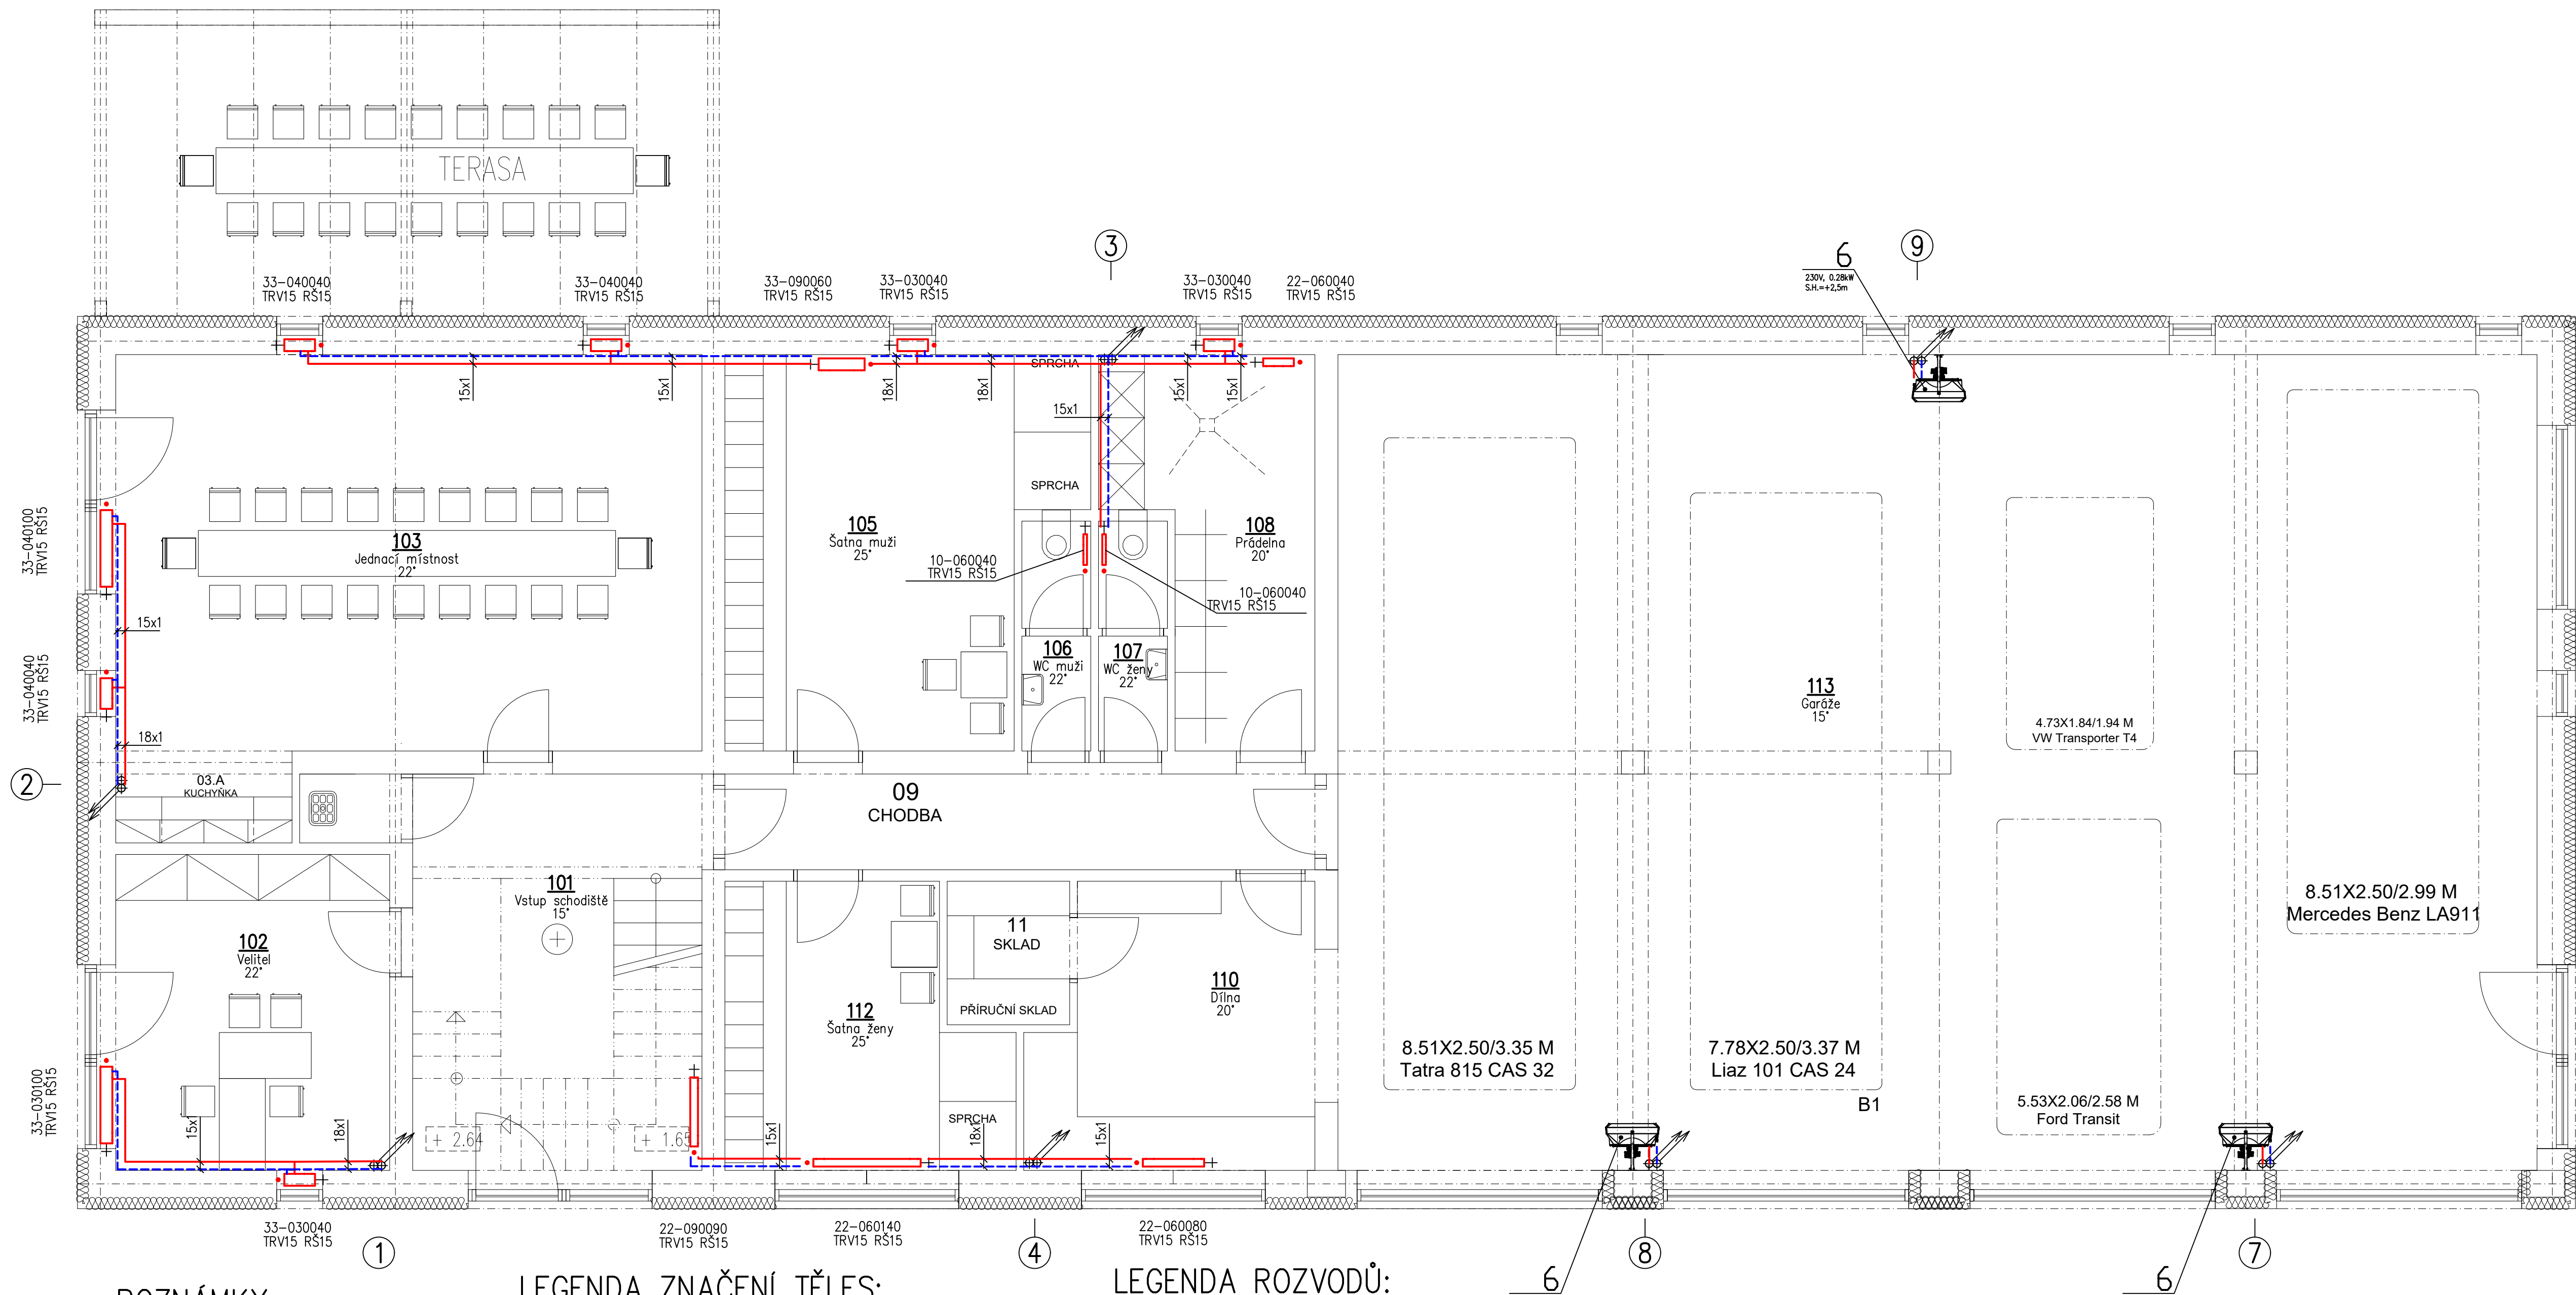 TERASA
3
9
6
230V, 0.28kW
S.H.=+2,5m
33-040040
TRV15 RŠ15
33-040040
TRV15 RŠ15
33-090060
TRV15 RŠ15
33-030040
TRV15 RŠ15
33-030040
TRV15 RŠ15
22-060040
TRV15 RŠ15
15x1
15x1
18x1
18x1
15x1
15x1
15x1
SPRCHA
SPRCHA
33-040100
TRV15 RŠ15
103
Jednací místnost
22°
105
Šatna muži
25°
108
Prádelna
20°
10-060040
TRV15 RŠ15
10-060040
TRV15 RŠ15
15x1
33-040040
TRV15 RŠ15
18x1
106
WC muži
22°
107
WC ženy
22°
113
Garáže
15°
4.73X1.84/1.94 M
VW Transporter T4
2
03.A
KUCHYŇKA
09
CHODBA
101
Vstup schodiště
15°
8.51X2.50/2.99 M
Mercedes Benz LA911
102
Velitel
22°
11
SKLAD
PŘÍRUČNÍ SKLAD
110
Dílna
20°
112
Šatna ženy
25°
8.51X2.50/3.35 M
Tatra 815 CAS 32
7.78X2.50/3.37 M
Liaz 101 CAS 24
B1
5.53X2.06/2.58 M
Ford Transit
33-030100
TRV15 RŠ15
15x1
18x1
+ 2.64
+ 1.65
15x1
SPRCHA
18x1
15x1
33-030040
TRV15 RŠ15
22-090090
TRV15 RŠ15
22-060140
TRV15 RŠ15
22-060080
TRV15 RŠ15
1
4
8
7
6
6
POZNÁMKY
LEGENDA ZNAČENÍ TĚLES:
LEGENDA ROZVODŮ: